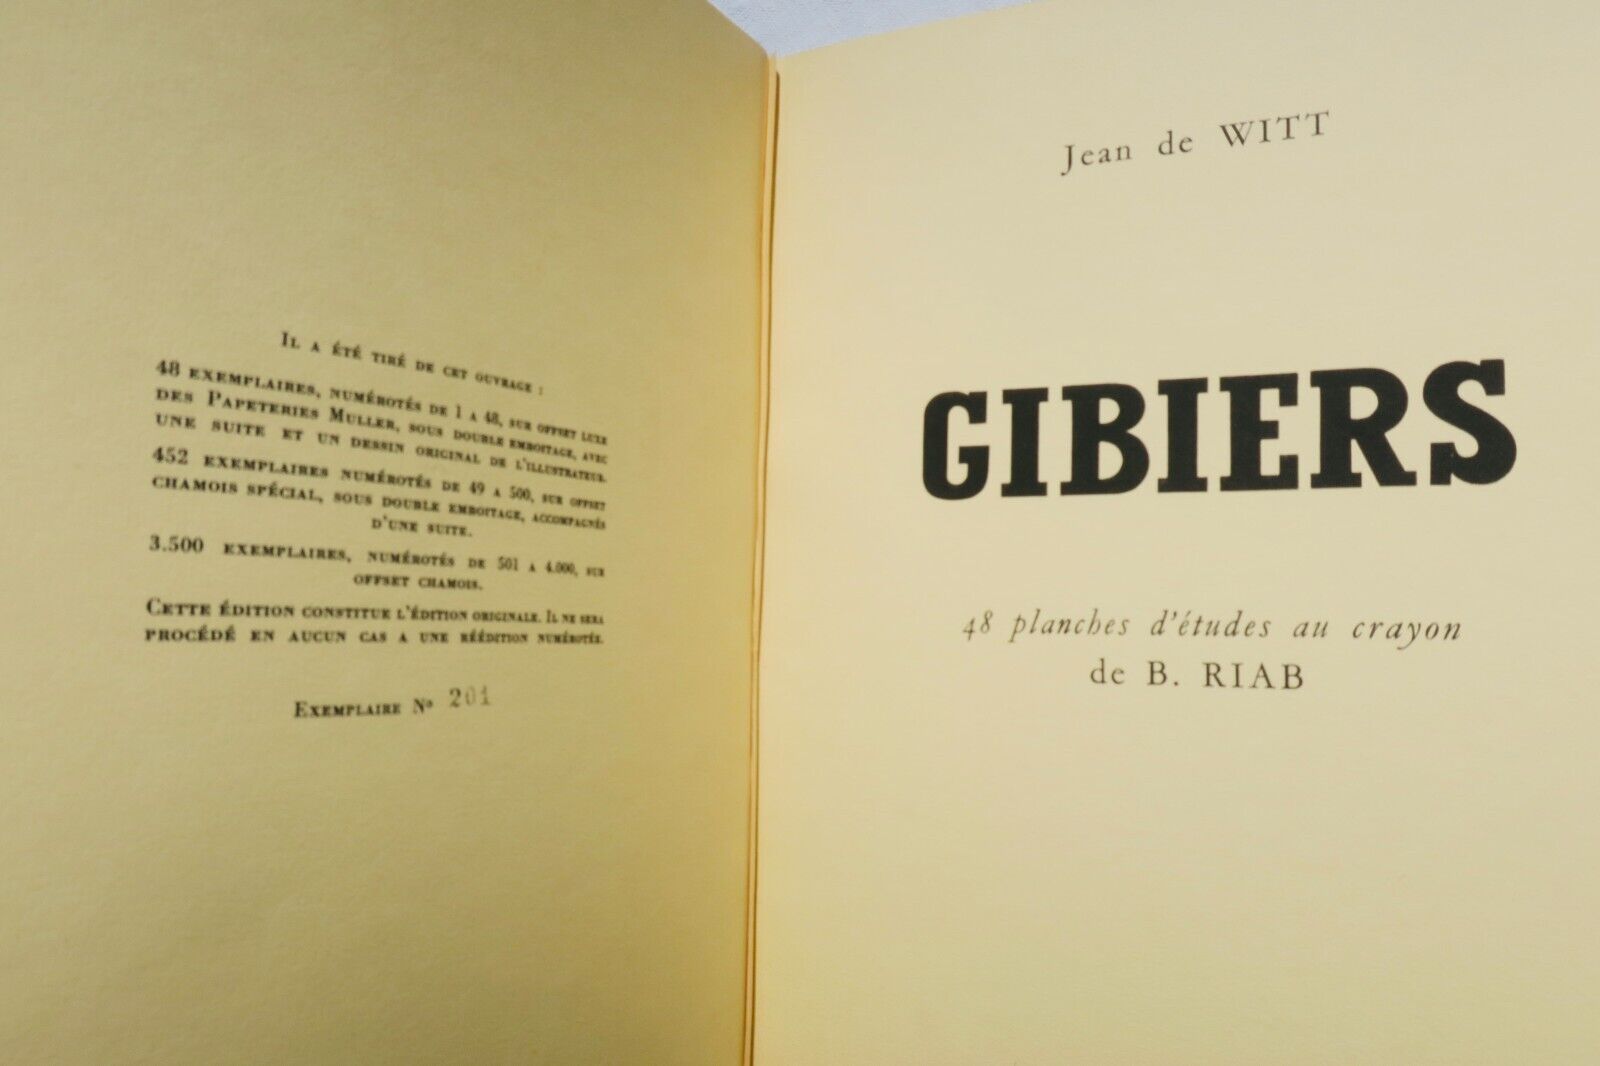 IL A ÉTÉ TIRÉ DE CET OUVRAGE :
48 EXEMPLAIRES, NUMÉROTÉS DE 1 A 48, SUR OFFSET LUXE
DES PAPETERIES MULLER, SOUS DOUBLE EMBOITAGE, AVEC
UNE SUITE ET UN DESSIN ORIGINAL DE L'ILLUSTRATEUR.
452 EXEMPLAIRES NUMÉROTÉS DE 49 A 500, SUR OFFSET
CHAMOIS SPÉCIAL, SOUS DOUBLE EMBOITAGE, ACCOMPAGNÉS
D'UNE SUITE.
3.500 EXEMPLAIRES, NUMÉROTÉS DE 501 A 4.000, SUR
OFFSET CHAMOIS.
CETTE ÉDITION CONSTITUE L'ÉDITION ORIGINALE. IL NE SERA
PROCÉDÉ EN AUCUN CAS A UNE RÉÉDITION NUMÉROTÉE.
EXEMPLAIRE Nº 201
Jean de WITT
GIBIERS
48 planches d'études au crayon
de B. RIAB